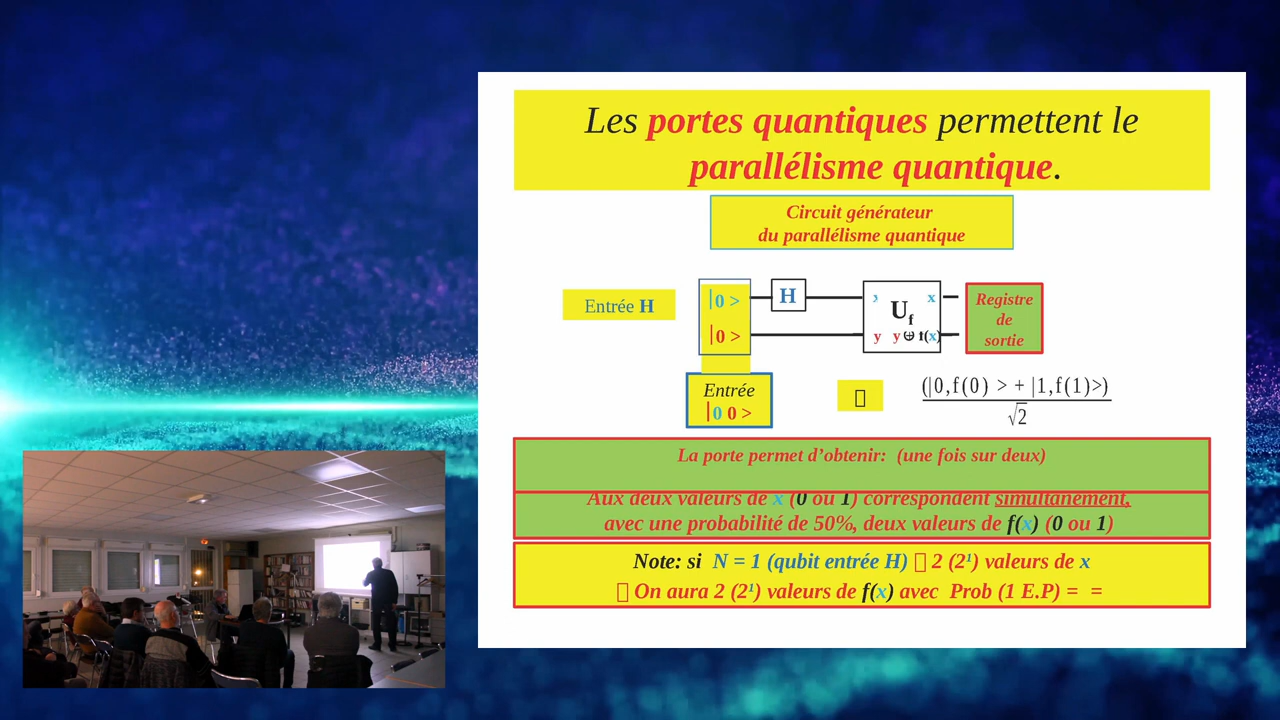 Les portes quantiques permettent le
parallélisme quantique.
Circuit générateur
du parallélisme quantique
Entrée H
|0 >
H
|0 >
x
Uf
y y ⊕ f(x)
Registre
de
sortie
Entrée
|0 0 >
(|0,f(0) > + |1,f(1)>)
√2
La porte permet d’obtenir: (une fois sur deux)
Aux deux valeurs de x (0 ou 1) correspondent simultanément,
avec une probabilité de 50%, deux valeurs de f(x) (0 ou 1)
Note: si N = 1 (qubit entrée H) 2 (2¹) valeurs de x
On aura 2 (2¹) valeurs de f(x) avec Prob (1 E.P) = =